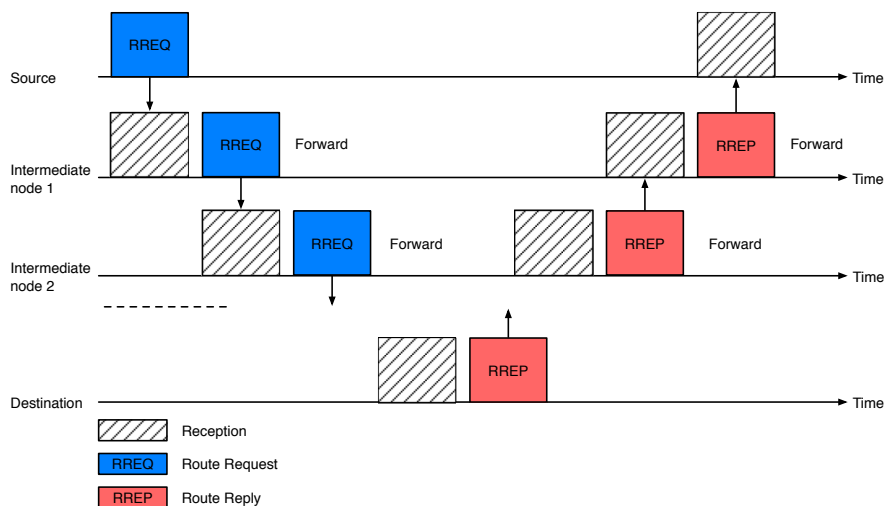 RREQ
Source
Time
RREQ
Forward
RREP
Forward
Intermediate
node 1
Time
RREQ
Forward
RREP
Forward
Intermediate
node 2
Time
RREP
Destination
Time
Reception
RREQ
Route Request
RREP
Route Reply